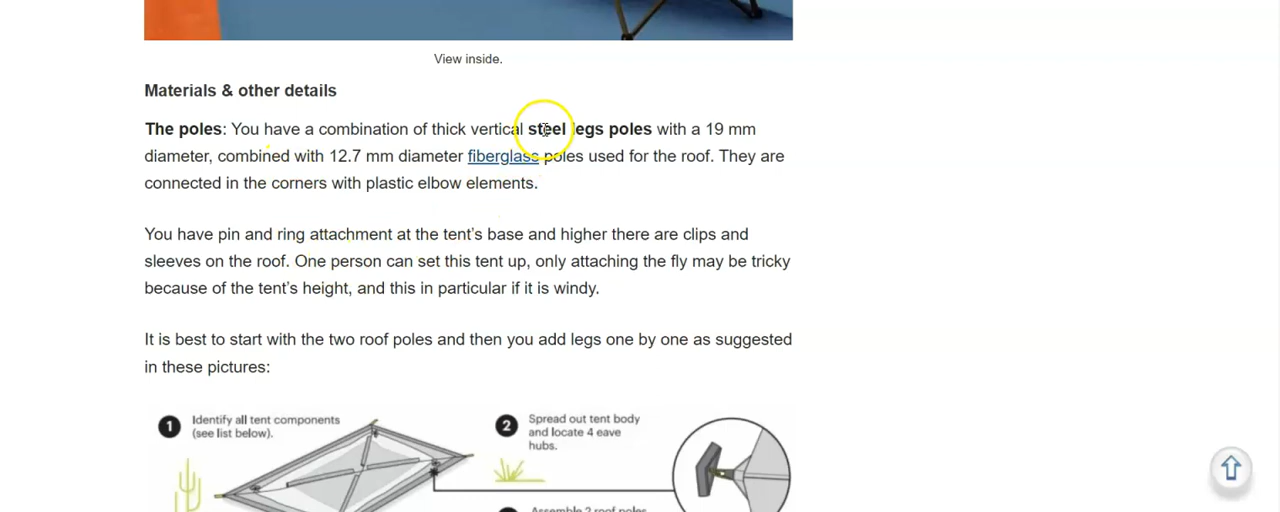 View inside.
Materials & other details
The poles: You have a combination of thick vertical steel legs poles with a 19 mm
diameter, combined with 12.7 mm diameter fiberglass poles used for the roof. They are
connected in the corners with plastic elbow elements.
You have pin and ring attachment at the tent’s base and higher there are clips and
sleeves on the roof. One person can set this tent up, only attaching the fly may be tricky
because of the tent’s height, and this in particular if it is windy.
It is best to start with the two roof poles and then you add legs one by one as suggested
in these pictures:
1 Identify all tent components
(see list below).
2 Spread out tent body
and locate 4 eave
hubs.
Assemble 2 roof poles